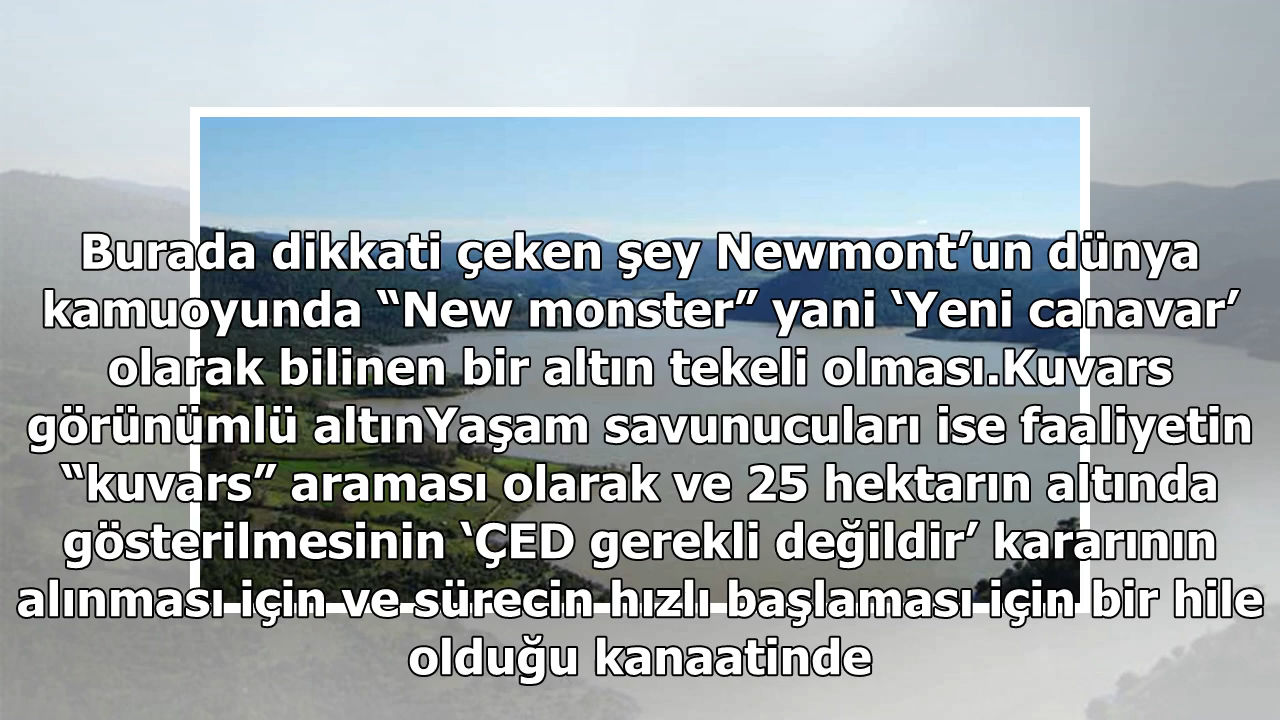 Burada dikkati çeken şey Newmont’un dünya
kamuoyunda “New monster” yani ‘Yeni canavar’
olarak bilinen bir altın tekeli olması.Kuvars
görünümlü altınYaşam savunucuları ise faaliyetin
“kuvars” araması olarak ve 25 hektarın altında
gösterilmesinin ‘ÇED gerekli değildir’ kararının
alınması için ve sürecin hızlı başlaması için bir hile
olduğu kanaatinde